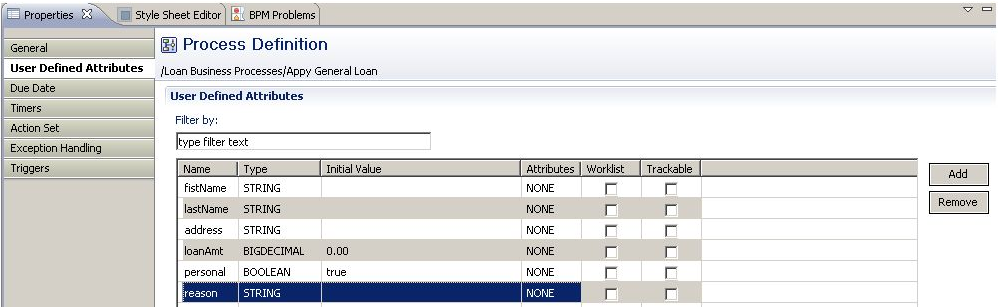 Properties Style Sheet Editor BPM Problems
General
User Defined Attributes
Due Date
Timers
Action Set
Exception Handling
Triggers
Process Definition
/Loan Business Processes/Appy General Loan
User Defined Attributes
Filter by:
type filter text
Name Type Initial Value Attributes Worklist Trackable
fistName STRING NONE
lastName STRING NONE
address STRING NONE
loanAmt BIGDECIMAL 0.00 NONE
personal BOOLEAN true NONE
reason STRING NONE
Add
Remove